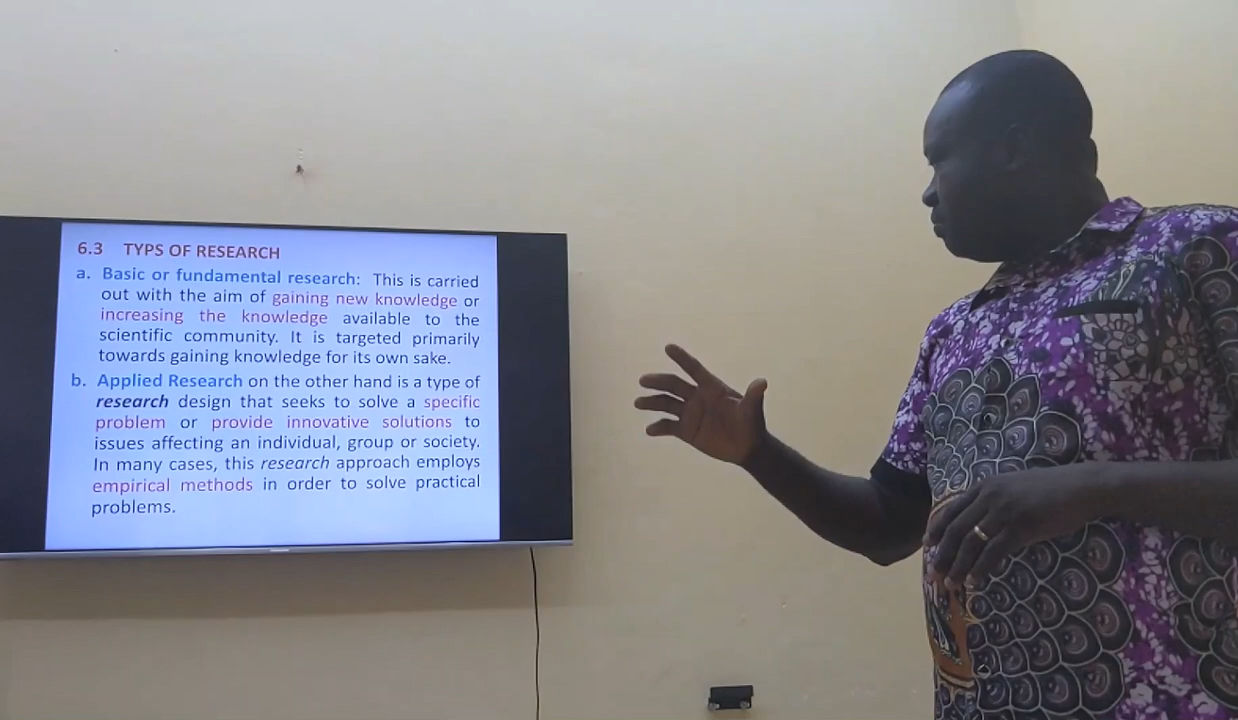 6.3 TYPS OF RESEARCH
a. Basic or fundamental research: This is carried
out with the aim of gaining new knowledge or
increasing the knowledge available to the
scientific community. It is targeted primarily
towards gaining knowledge for its own sake.
b. Applied Research on the other hand is a type of
research design that seeks to solve a specific
problem or provide innovative solutions to
issues affecting an individual, group or society.
In many cases, this research approach employs
empirical methods in order to solve practical
problems.